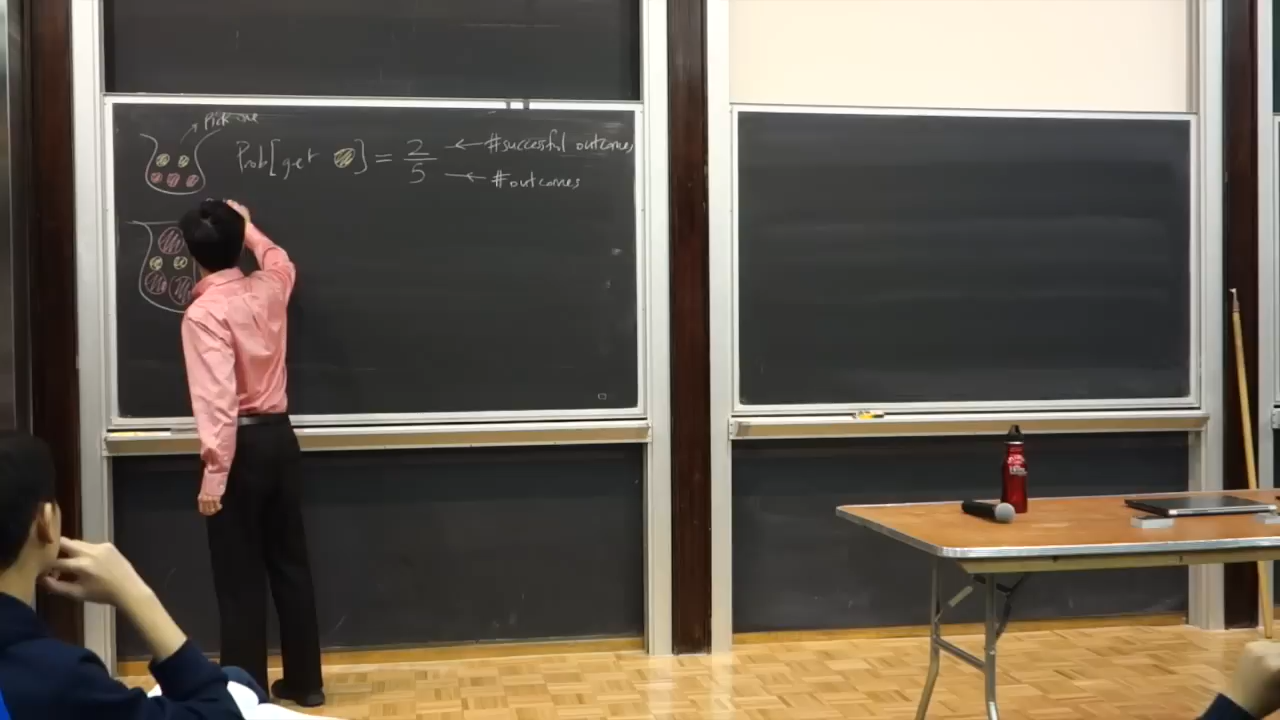 Pick one
Prob[get ] = 2/5 ← #successful outcomes
← #outcomes